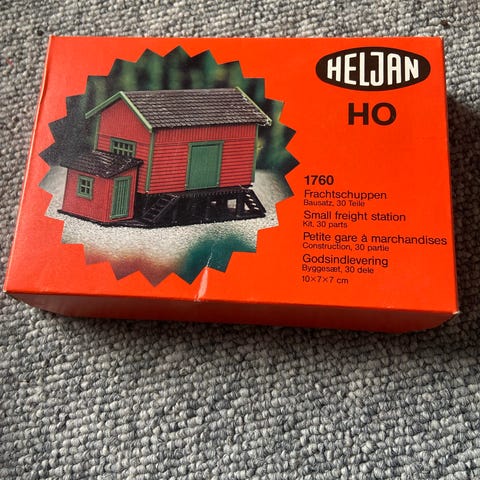 HELJAN
HO
1760
Frachtschuppen
Bausatz, 30 Teile
Small freight station
Kit, 30 parts
Petite gare à marchandises
Construction, 30 partie
Godsindlevering
Byggesæt, 30 dele
10×7×7 cm